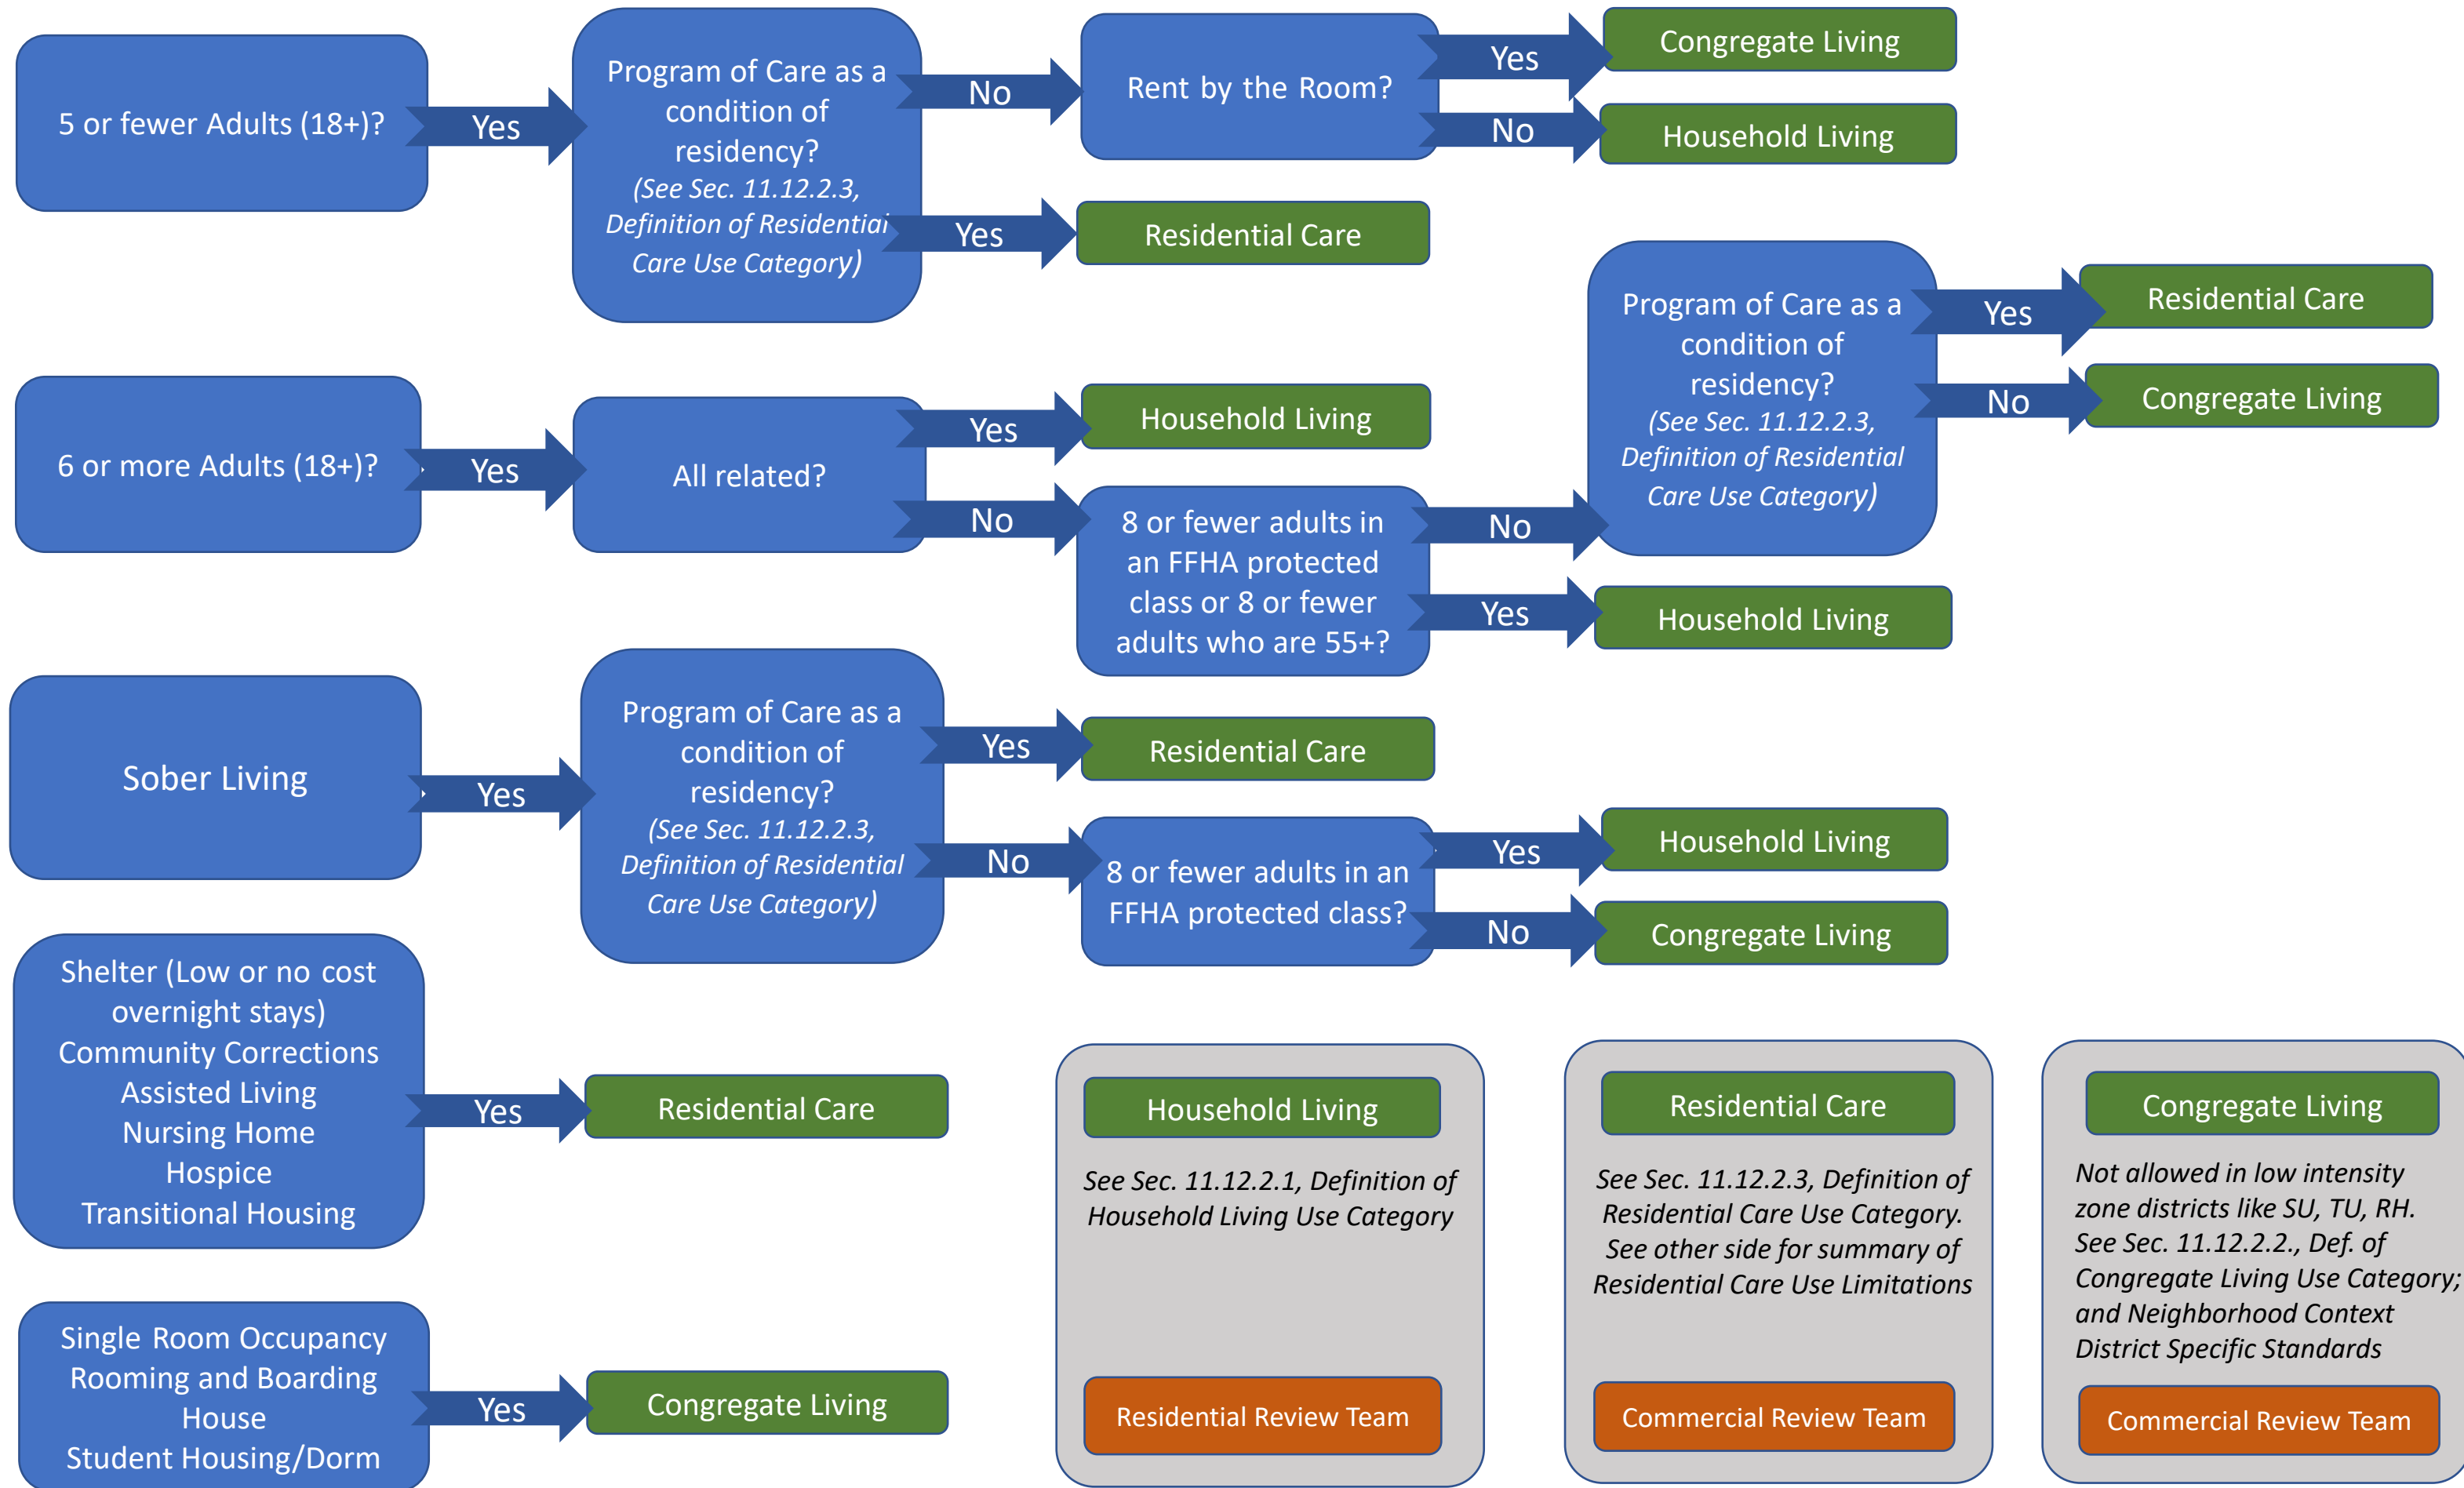 5 or fewer Adults (18+)?
Yes
Program of Care as a
condition of
residency?
(See Sec. 11.12.2.3,
Definition of Residential
Care Use Category)
No
Rent by the Room?
Yes
Congregate Living
No
Household Living
Yes
Residential Care
6 or more Adults (18+)?
Yes
All related?
Yes
Household Living
No
8 or fewer adults in
an FFHA protected
class or 8 or fewer
adults who are 55+?
No
Program of Care as a
condition of
residency?
(See Sec. 11.12.2.3,
Definition of Residential
Care Use Category)
Yes
Residential Care
No
Congregate Living
Yes
Household Living
Sober Living
Yes
Program of Care as a
condition of
residency?
(See Sec. 11.12.2.3,
Definition of Residential
Care Use Category)
Yes
Residential Care
No
8 or fewer adults in an
FFHA protected class?
Yes
Household Living
No
Congregate Living
Shelter (Low or no cost
overnight stays)
Community Corrections
Assisted Living
Nursing Home
Hospice
Transitional Housing
Yes
Residential Care
Single Room Occupancy
Rooming and Boarding
House
Student Housing/Dorm
Yes
Congregate Living
Household Living
See Sec. 11.12.2.1, Definition of
Household Living Use Category
Residential Review Team
Residential Care
See Sec. 11.12.2.3, Definition of
Residential Care Use Category.
See other side for summary of
Residential Care Use Limitations
Commercial Review Team
Congregate Living
Not allowed in low intensity
zone districts like SU, TU, RH.
See Sec. 11.12.2.2., Def. of
Congregate Living Use Category;
and Neighborhood Context
District Specific Standards
Commercial Review Team